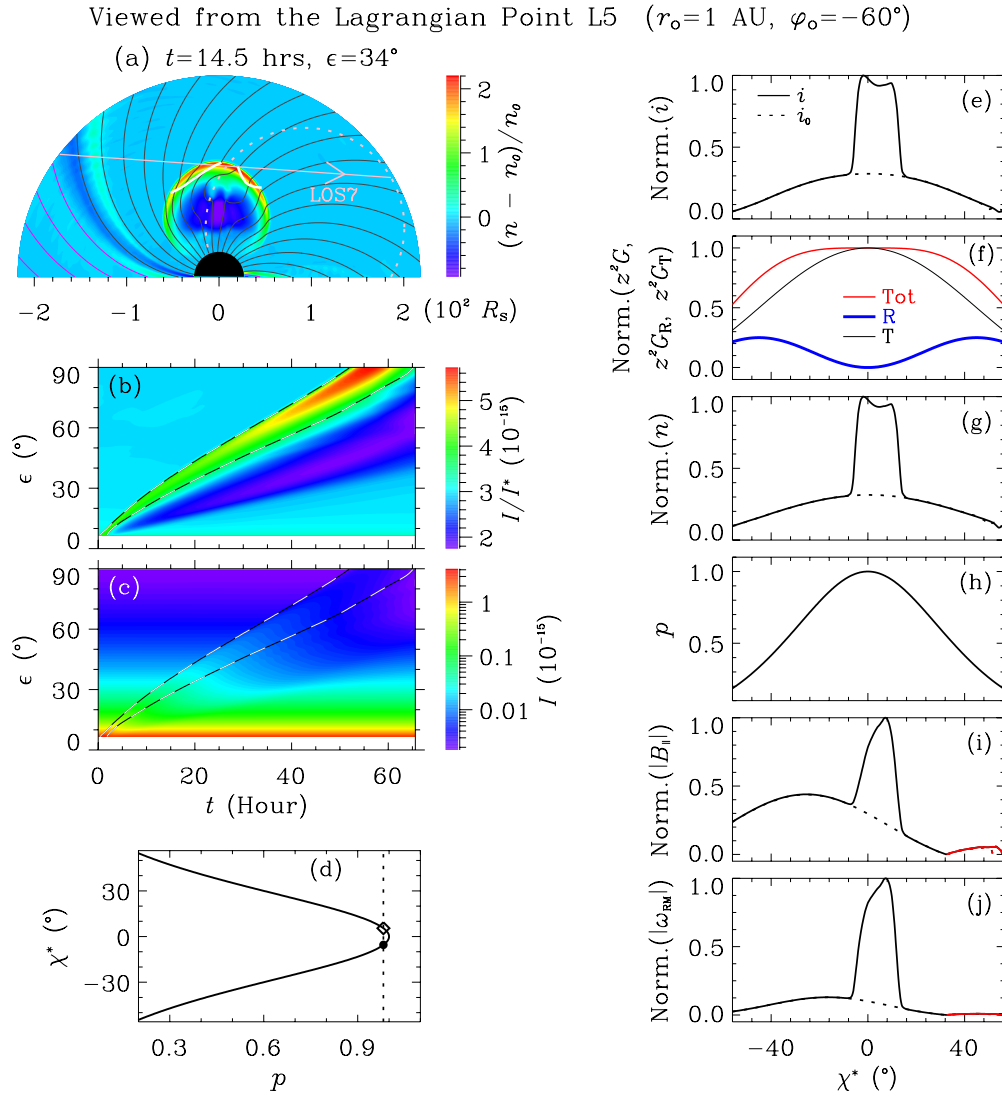 Viewed from the Lagrangian Point L5 (rₒ=1 AU, φₒ=−60°)
(a) t=14.5 hrs, ϵ=34°
LOS7
−2 −1 0 1 2 (10² Rₛ)
2
1
0
(n − n₀)/n₀
(b)
90
60
30
0
ϵ (°)
5
4
3
2
I/I* (10⁻¹⁵)
(c)
90
60
30
0
ϵ (°)
1
0.1
0.01
I (10⁻¹⁵)
0 20 40 60
t (Hour)
(d)
30
0
−30
χ* (°)
0.3 0.6 0.9
p
(e)
i
i₀
1.0
0.5
0.0
Norm.(i)
(f)
Tot
R
T
1.0
0.5
0.0
Norm.(z²G,
z²G_R, z²G_T)
(g)
1.0
0.5
0.0
Norm.(n)
(h)
1.0
0.5
p
(i)
1.0
0.5
0.0
Norm.(|B∥|)
(j)
1.0
0.5
0.0
Norm.(|ω_RM|)
−40 0 40
χ* (°)